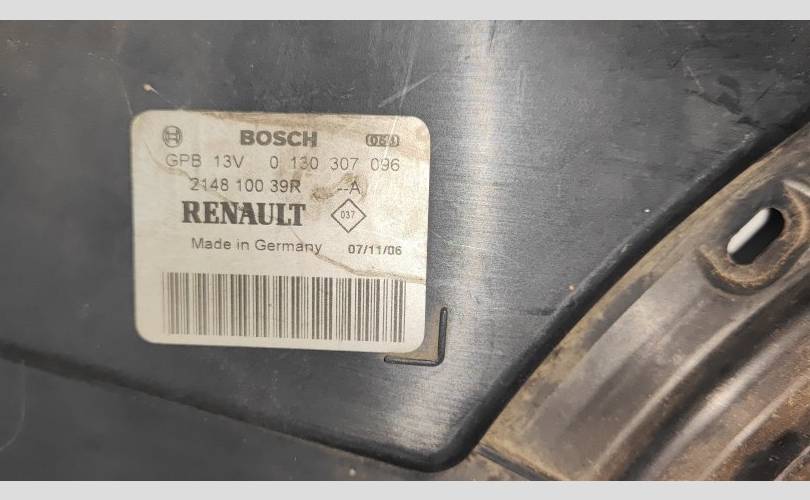 BOSCH
GPB 13V 0 130 307 096
2148 100 39R --A
RENAULT 037
Made in Germany 07/11/06